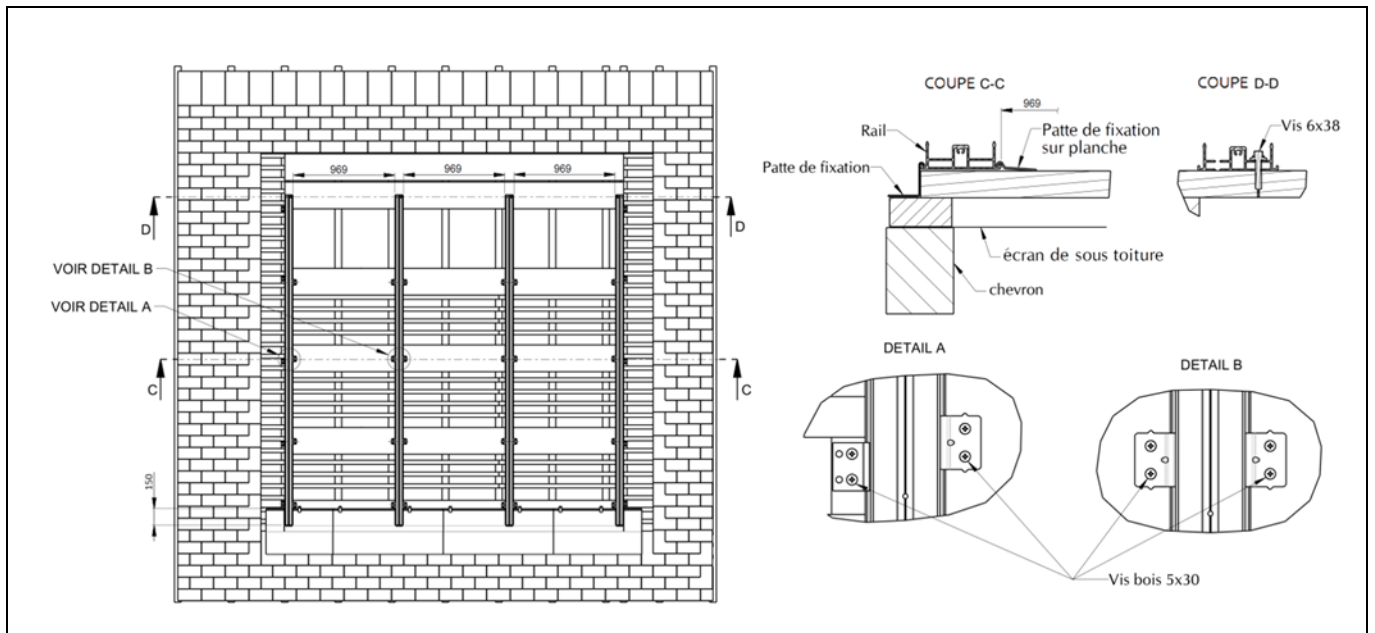 COUPE C-C
COUPE D-D
969
Rail
Patte de fixation
sur planche
Vis 6x38
Patte de fixation
écran de sous toiture
chevron
969
969
969
D
D
VOIR DETAIL B
VOIR DETAIL A
C
C
150
DETAIL A
DETAIL B
Vis bois 5x30